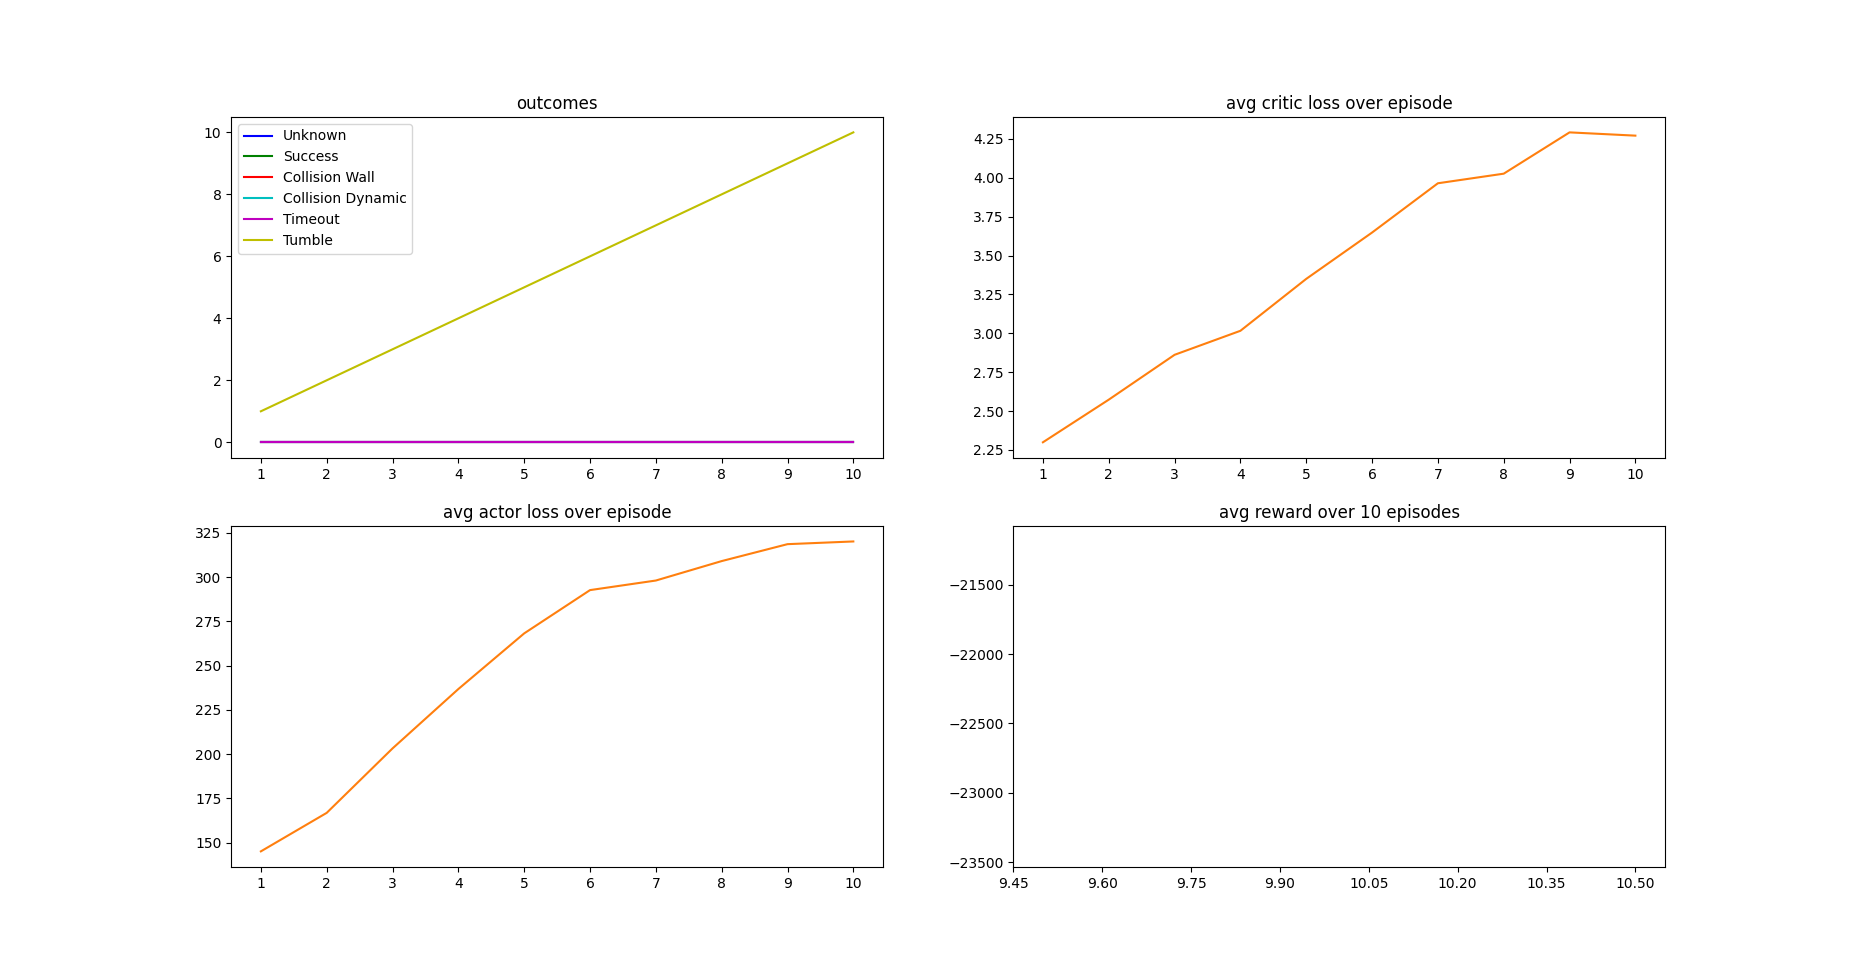 outcomes
10
8
6
4
2
0
Unknown
Success
Collision Wall
Collision Dynamic
Timeout
Tumble
1 2 3 4 5 6 7 8 9 10
avg critic loss over episode
4.25
4.00
3.75
3.50
3.25
3.00
2.75
2.50
2.25
1 2 3 4 5 6 7 8 9 10
avg actor loss over episode
325
300
275
250
225
200
175
150
1 2 3 4 5 6 7 8 9 10
avg reward over 10 episodes
−21500
−22000
−22500
−23000
−23500
9.45 9.60 9.75 9.90 10.05 10.20 10.35 10.50